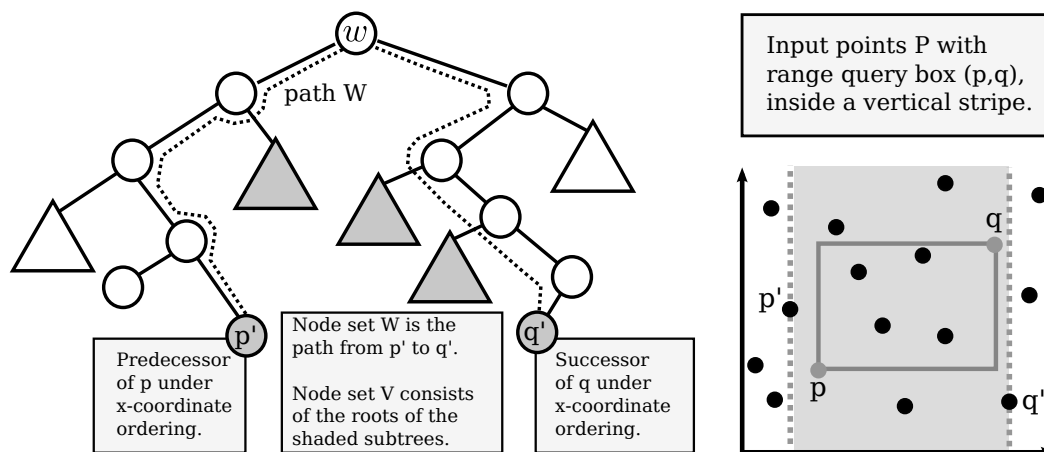 w
path W
p'
q'
Predecessor
of p under
x-coordinate
ordering.
Node set W is the
path from p' to q'.
Node set V consists
of the roots of the
shaded subtrees.
Successor
of q under
x-coordinate
ordering.
Input points P with
range query box (p,q),
inside a vertical stripe.
q
p'
p
q'